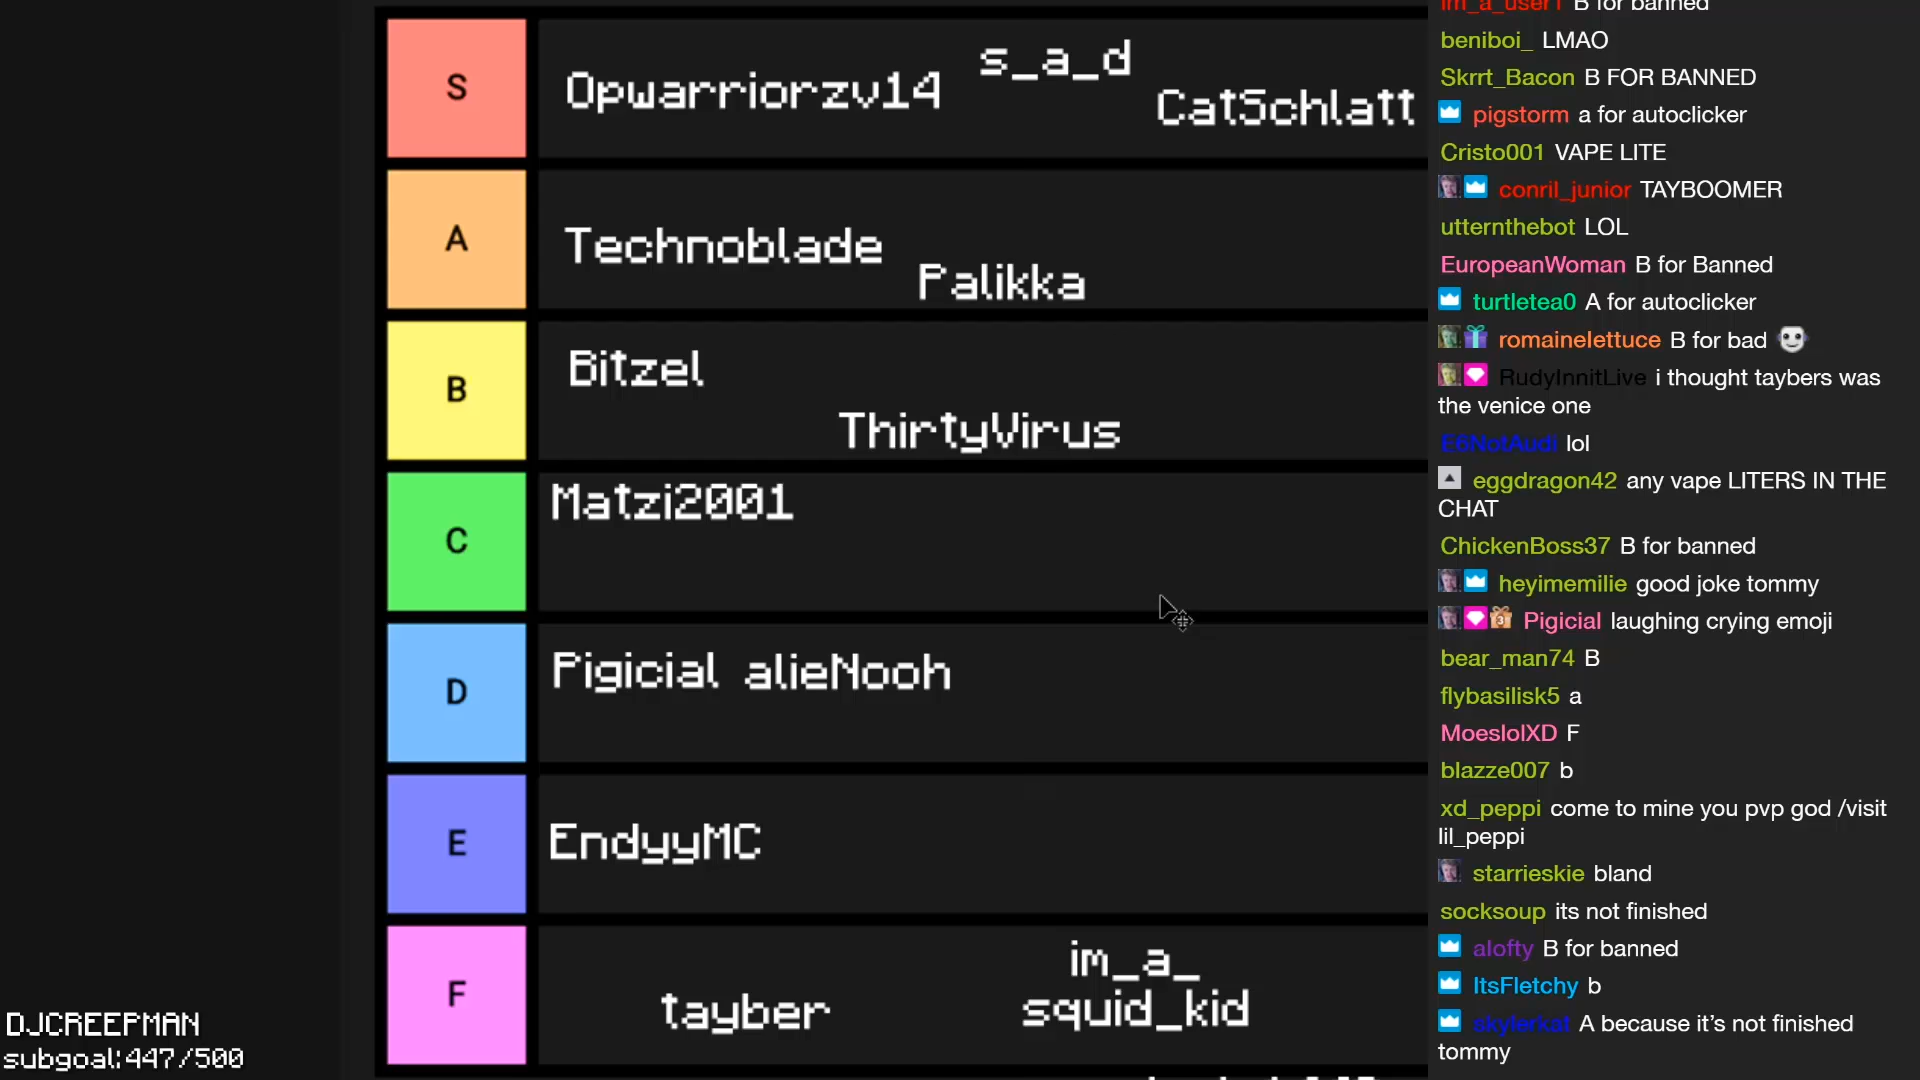 S
Opwarriorzv14
s_a_d
CatSchlatt
A
Technoblade
Palikka
B
Bitzel
ThirtyVirus
C
Matzi2001
D
Pigicial alieNooh
E
EndyyMC
F
tayber
im_a_
squid_kid
DJCREEPMAN
subgoal:447/500
im_a_user1 B for banned
beniboi_ LMAO
Skrrt_Bacon B FOR BANNED
pigstorm a for autoclicker
Cristo001 VAPE LITE
conril_junior TAYBOOMER
utternthebot LOL
EuropeanWoman B for Banned
turtletea0 A for autoclicker
romainelettuce B for bad
RudyInnitLive i thought taybers was
the venice one
E6NotAudi lol
eggdragon42 any vape LITERS IN THE
CHAT
ChickenBoss37 B for banned
heyimemilie good joke tommy
Pigicial laughing crying emoji
bear_man74 B
flybasilisk5 a
MoeslolXD F
blazze007 b
xd_peppi come to mine you pvp god /visit
lil_peppi
starrieskie bland
socksoup its not finished
alofty B for banned
ItsFletchy b
skylerkat A because it's not finished
tommy